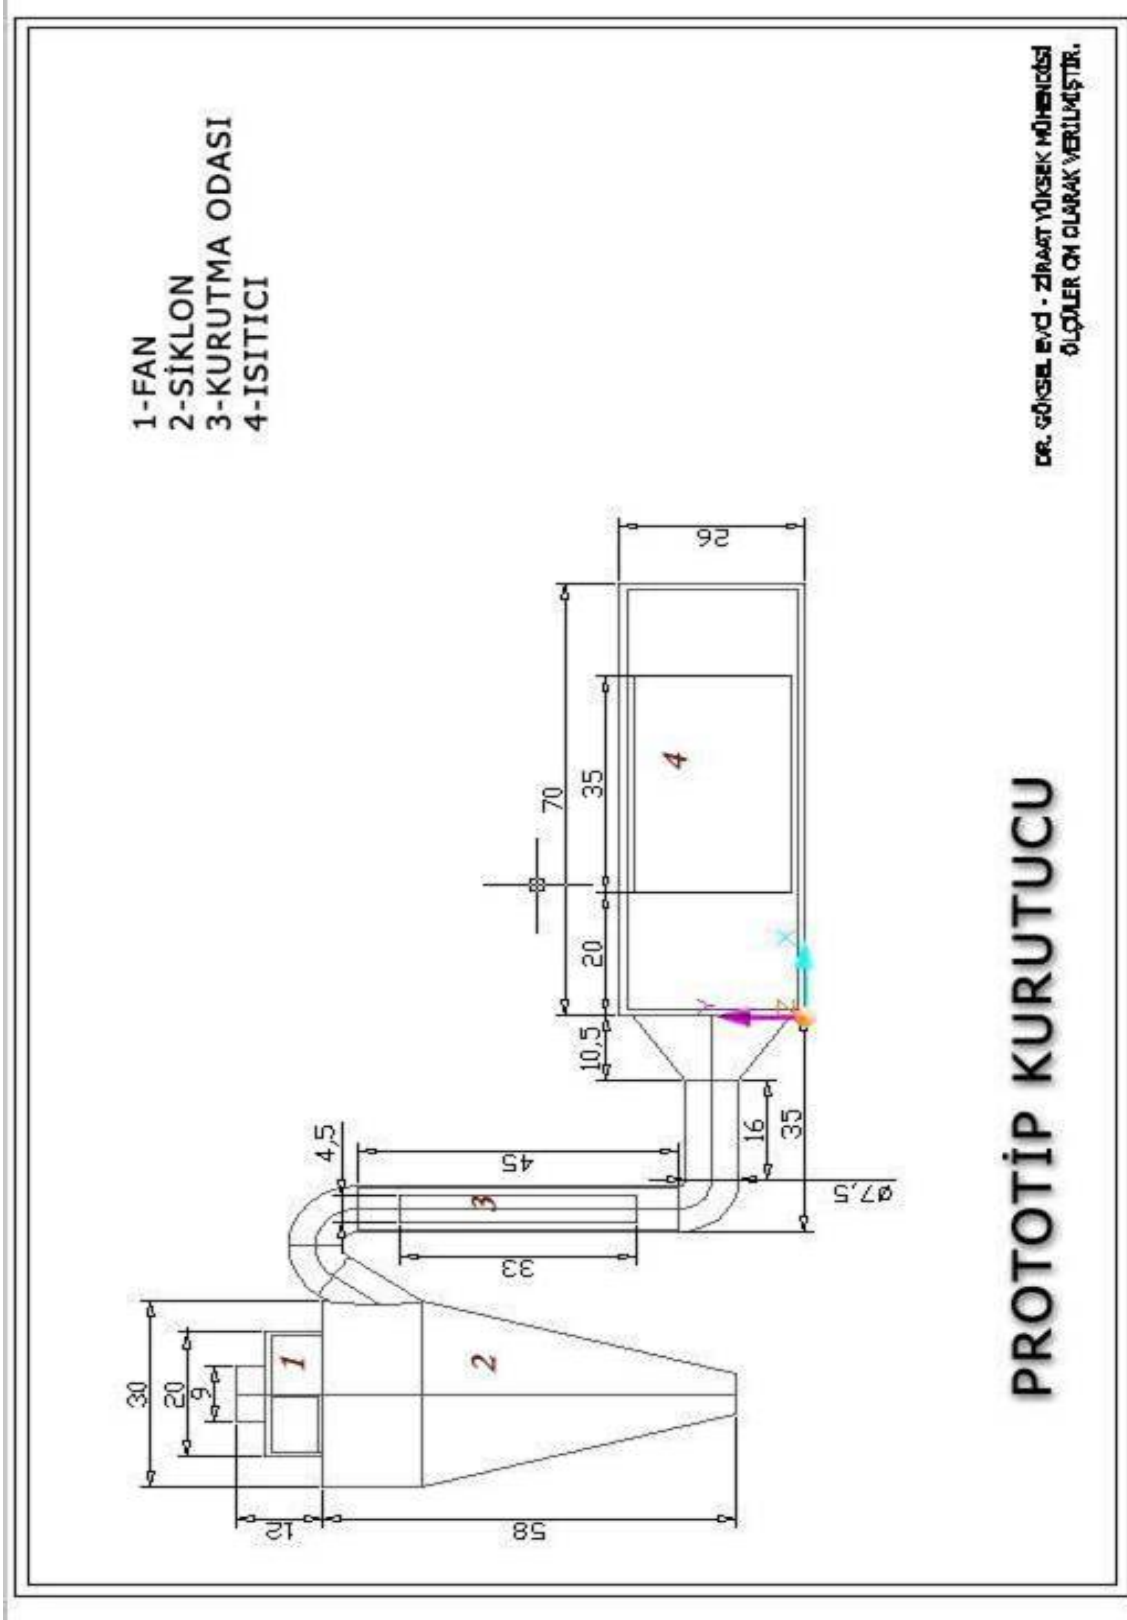 1-FAN
2-SİKLON
3-KURUTMA ODASI
4-ISITICI
DR. GÖKSEL EVCİ - ZİRAAT YÜKSEK MÜHENDİSİ
ÖLÇÜLER CM OLARAK VERİLMİŞTİR.
30
20
9
12
58
1
2
4,5
45
33
3
10,5
20
35
70
26
4
16
35
Ø7,5
Y
X
Z
PROTOTİP KURUTUCU